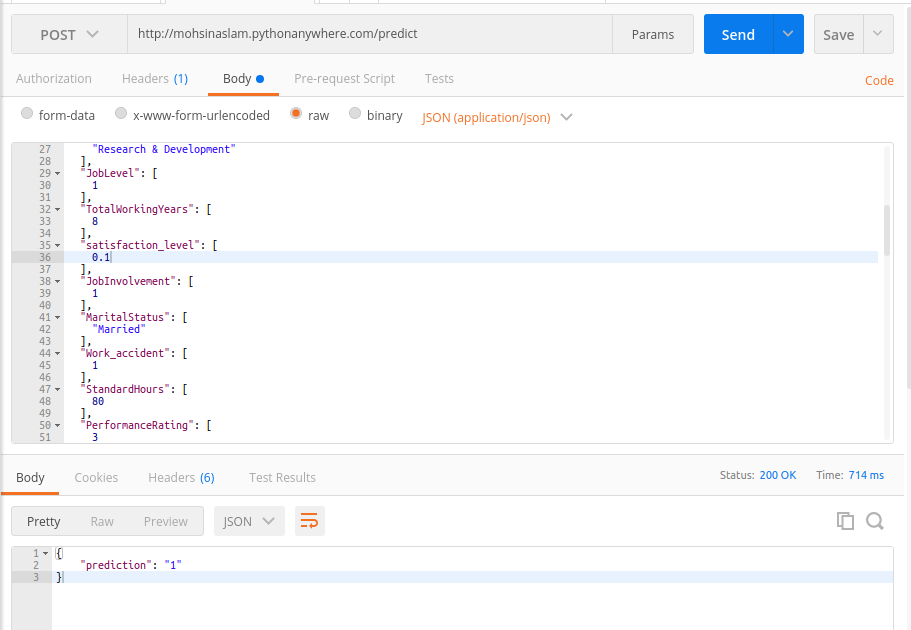 POST http://mohsinaslam.pythonanywhere.com/predict Params Send Save
Authorization Headers (1) Body Pre-request Script Tests Code
form-data x-www-form-urlencoded raw binary JSON (application/json)
27 "Research & Development"
28 ],
29 "JobLevel": [
30 1
31 ],
32 "TotalWorkingYears": [
33 8
34 ],
35 "satisfaction_level": [
36 0.1
37 ],
38 "JobInvolvement": [
39 1
40 ],
41 "MaritalStatus": [
42 "Married"
43 ],
44 "Work_accident": [
45 1
46 ],
47 "StandardHours": [
48 80
49 ],
50 "PerformanceRating": [
51 3
Body Cookies Headers (6) Test Results Status: 200 OK Time: 714 ms
Pretty Raw Preview JSON
1 {
2 "prediction": "1"
3 }